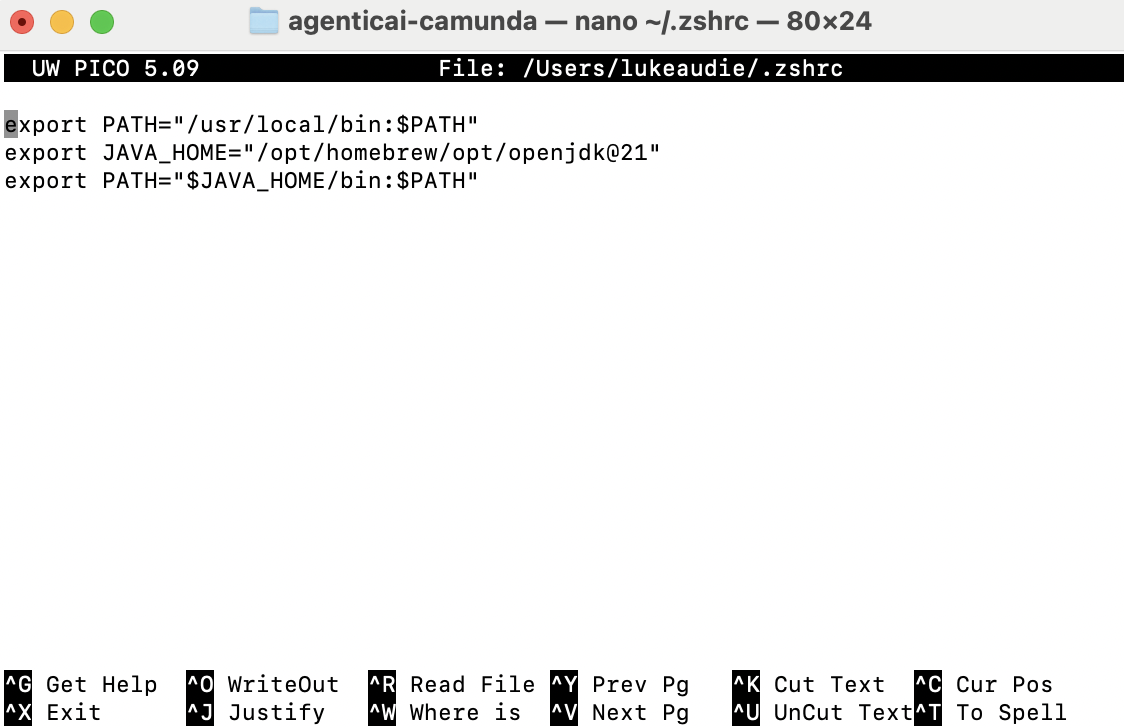 agenticai-camunda — nano ~/.zshrc — 80×24
UW PICO 5.09 File: /Users/lukeaudie/.zshrc
export PATH="/usr/local/bin:$PATH"
export JAVA_HOME="/opt/homebrew/opt/openjdk@21"
export PATH="$JAVA_HOME/bin:$PATH"
^G Get Help ^O WriteOut ^R Read File ^Y Prev Pg ^K Cut Text ^C Cur Pos
^X Exit ^J Justify ^W Where is ^V Next Pg ^U UnCut Text^T To Spell